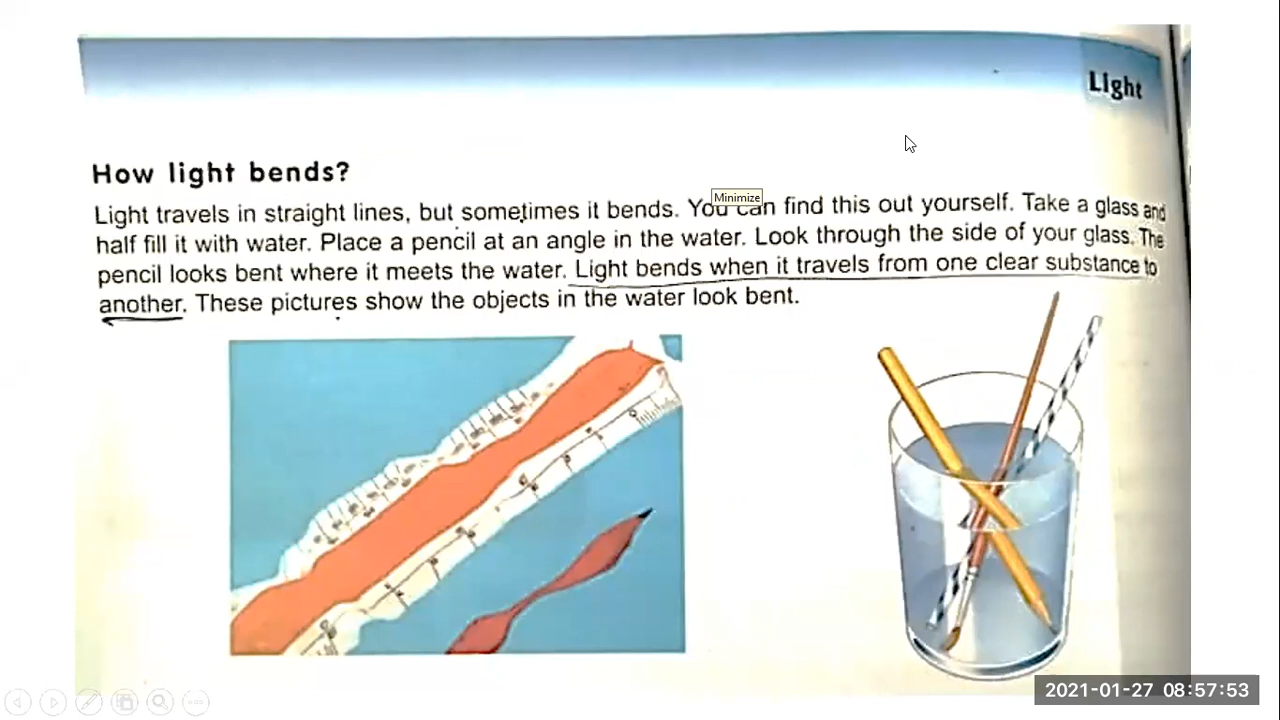 Light
How light bends?
Minimize
Light travels in straight lines, but sometimes it bends. You can find this out yourself. Take a glass and
half fill it with water. Place a pencil at an angle in the water. Look through the side of your glass. The
pencil looks bent where it meets the water. Light bends when it travels from one clear substance to
another. These pictures show the objects in the water look bent.
2021-01-27 08:57:53